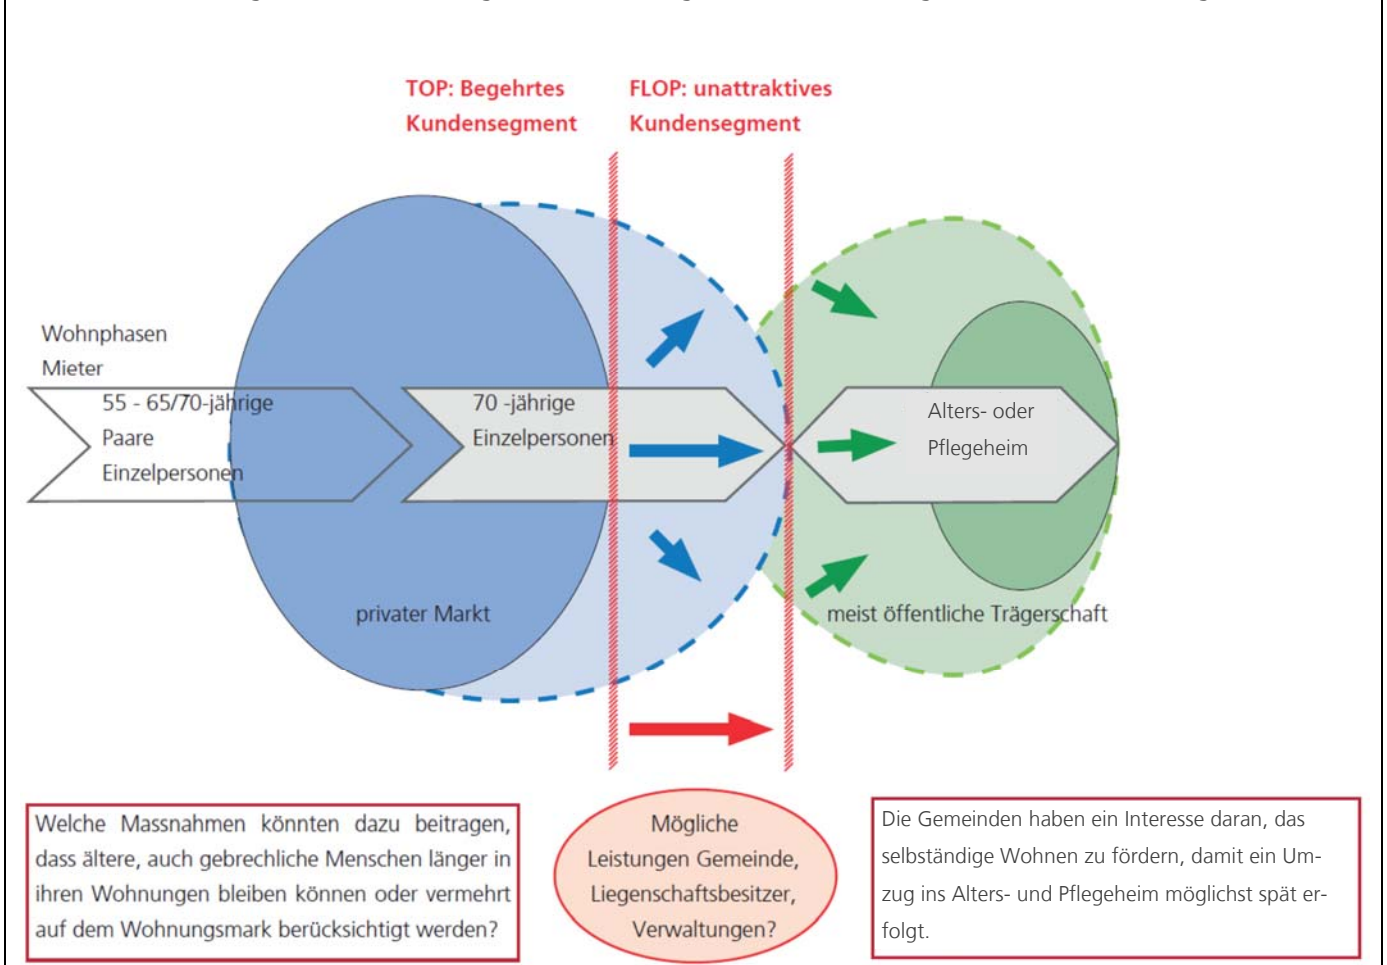 TOP: Begehrtes
Kundensegment
FLOP: unattraktives
Kundensegment
Wohnphasen
Mieter
55 - 65/70-jährige
Paare
Einzelpersonen
70 -jährige
Einzelpersonen
Alters- oder
Pflegeheim
privater Markt
meist öffentliche Trägerschaft
Welche Massnahmen könnten dazu beitragen,
dass ältere, auch gebrechliche Menschen länger in
ihren Wohnungen bleiben können oder vermehrt
auf dem Wohnungsmark berücksichtigt werden?
Mögliche
Leistungen Gemeinde,
Liegenschaftsbesitzer,
Verwaltungen?
Die Gemeinden haben ein Interesse daran, das
selbständige Wohnen zu fördern, damit ein Um-
zug ins Alters- und Pflegeheim möglichst spät er-
folgt.